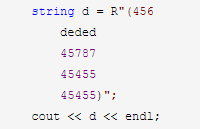 string d = R"(456
    deded
    45787
    45455
    45455)";
cout << d << endl;